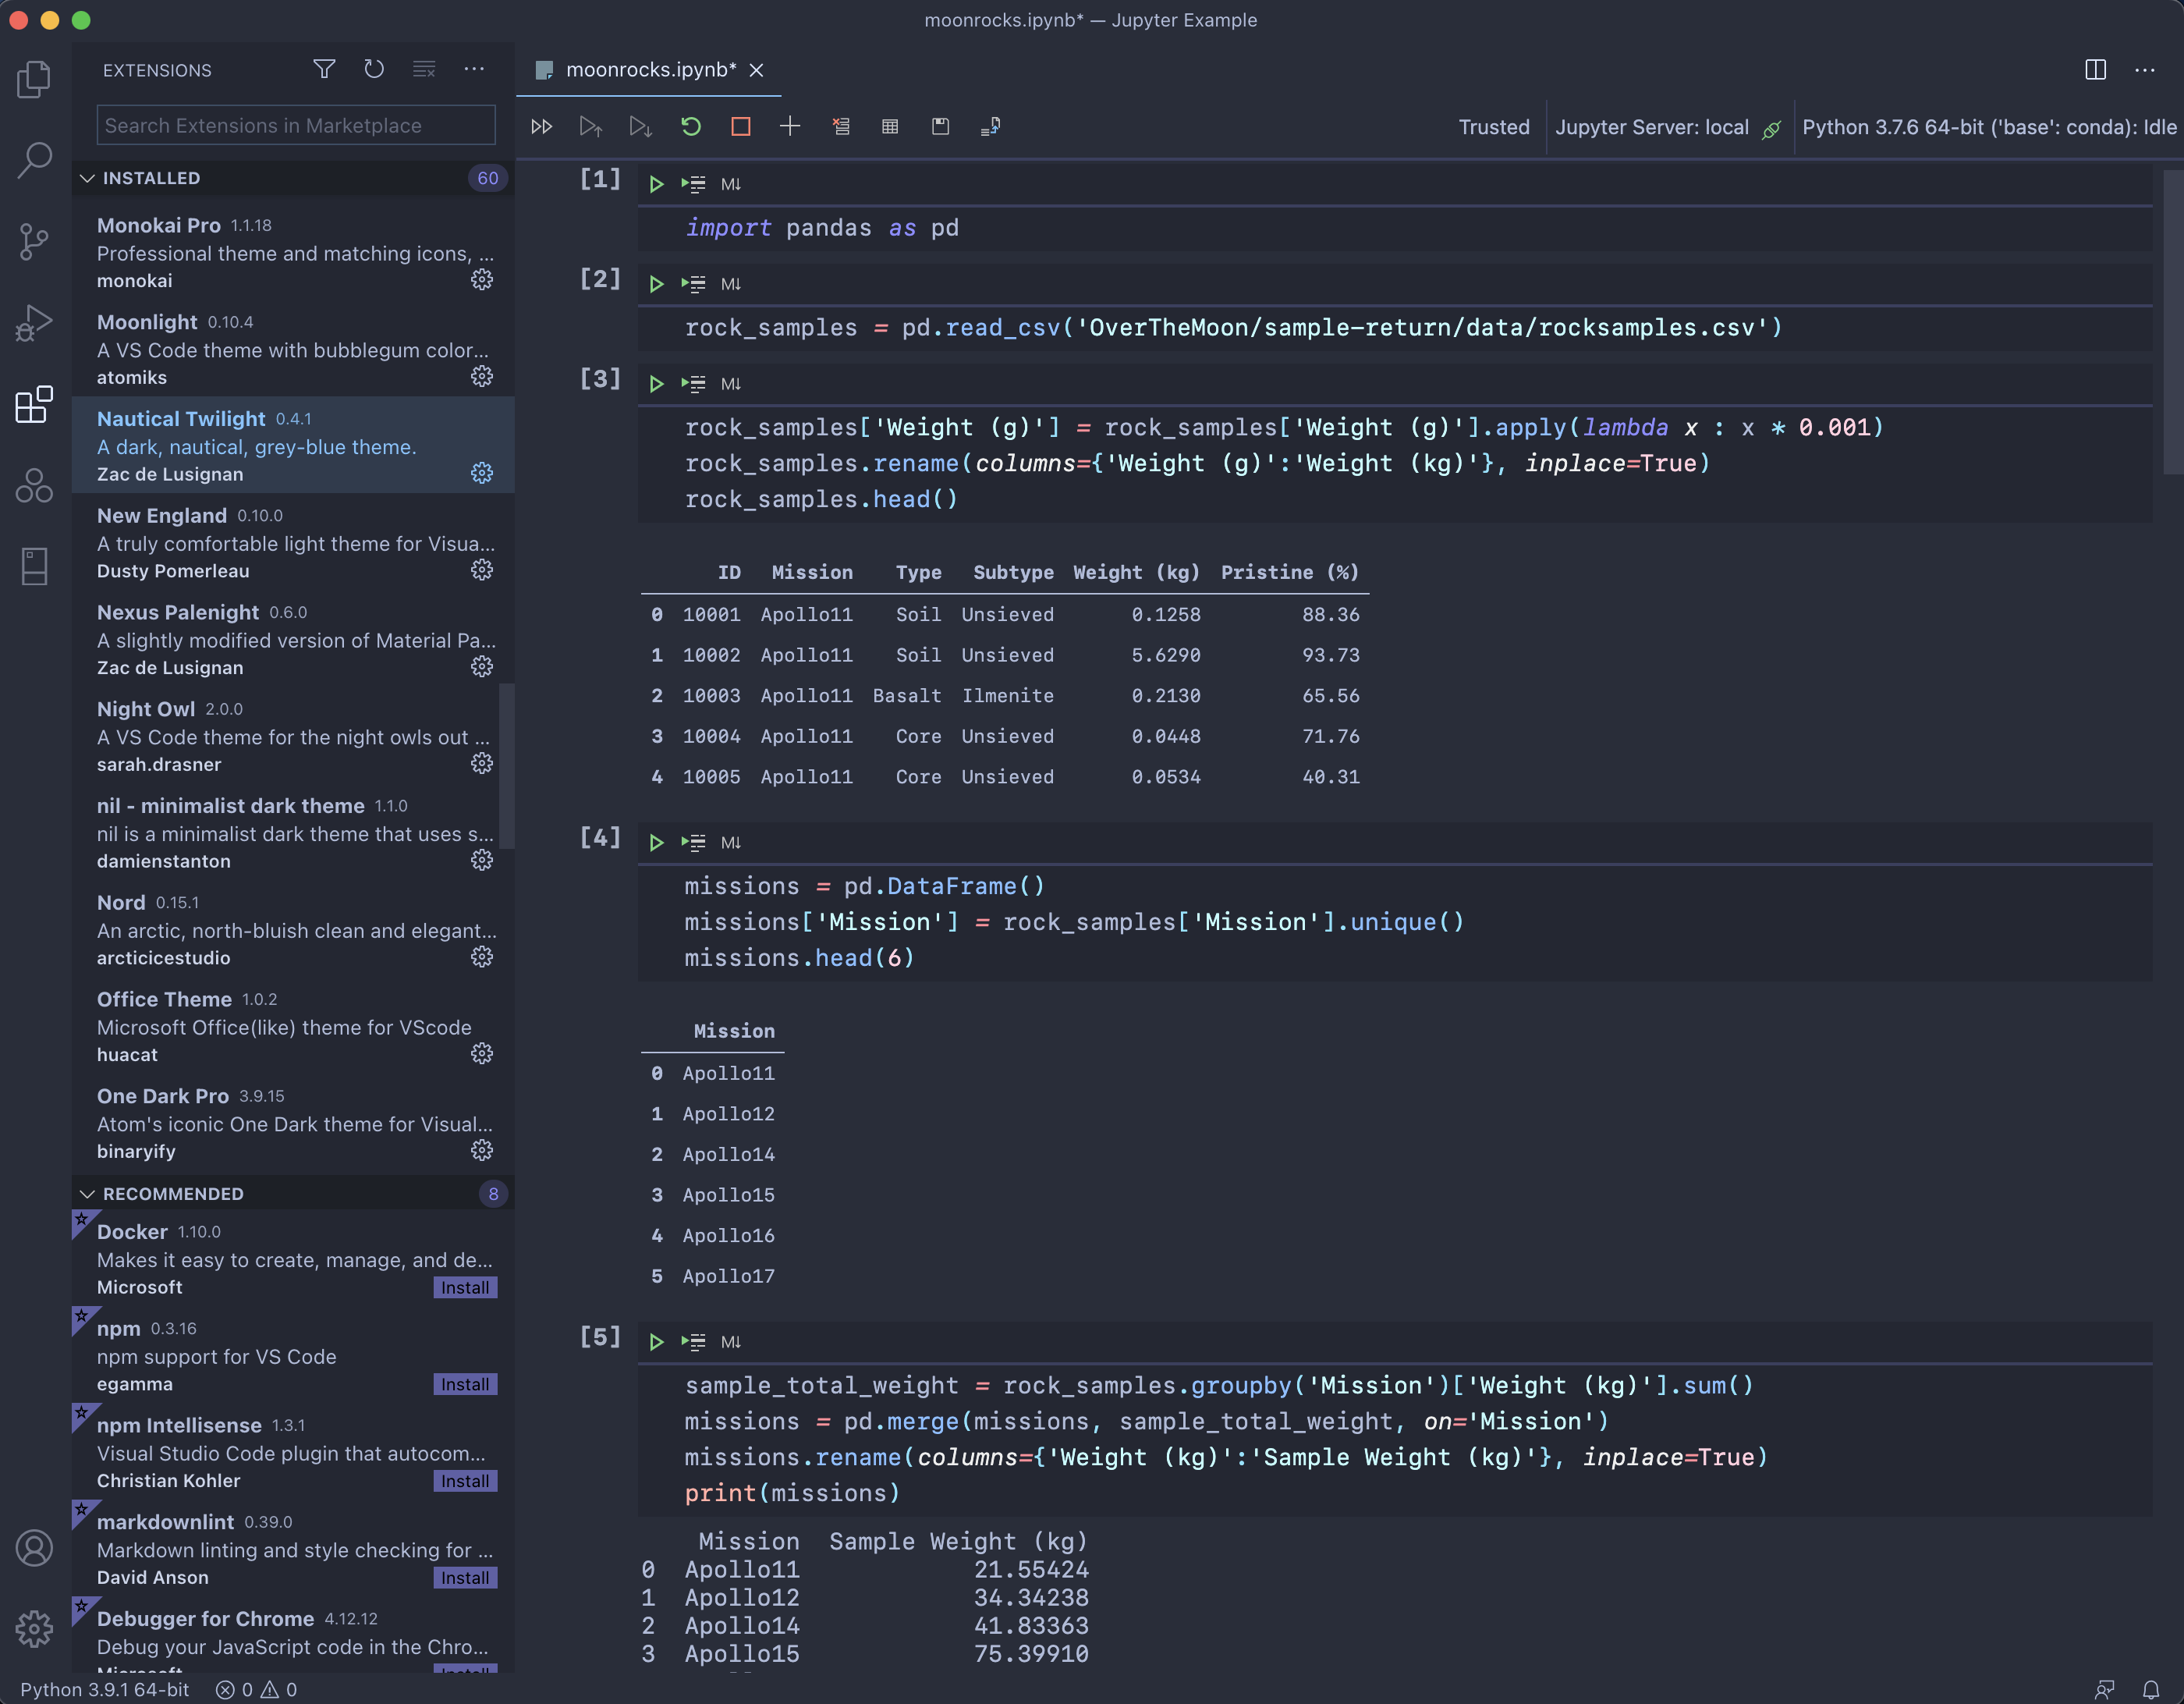 moonrocks.ipynb* — Jupyter Example
EXTENSIONS
Search Extensions in Marketplace
INSTALLED 60
Monokai Pro 1.1.18
Professional theme and matching icons, ...
monokai
Moonlight 0.10.4
A VS Code theme with bubblegum color...
atomiks
Nautical Twilight 0.4.1
A dark, nautical, grey-blue theme.
Zac de Lusignan
New England 0.10.0
A truly comfortable light theme for Visua...
Dusty Pomerleau
Nexus Palenight 0.6.0
A slightly modified version of Material Pa...
Zac de Lusignan
Night Owl 2.0.0
A VS Code theme for the night owls out ...
sarah.drasner
nil - minimalist dark theme 1.1.0
nil is a minimalist dark theme that uses s...
damienstanton
Nord 0.15.1
An arctic, north-bluish clean and elegant...
arcticicestudio
Office Theme 1.0.2
Microsoft Office(like) theme for VScode
huacat
One Dark Pro 3.9.15
Atom's iconic One Dark theme for Visual...
binaryify
RECOMMENDED 8
Docker 1.10.0
Makes it easy to create, manage, and de...
Microsoft Install
npm 0.3.16
npm support for VS Code
egamma Install
npm Intellisense 1.3.1
Visual Studio Code plugin that autocom...
Christian Kohler Install
markdownlint 0.39.0
Markdown linting and style checking for ...
David Anson Install
Debugger for Chrome 4.12.12
Debug your JavaScript code in the Chro...
Microsoft Install
moonrocks.ipynb*
Trusted Jupyter Server: local Python 3.7.6 64-bit ('base': conda): Idle
[1] M↓
import pandas as pd
[2] M↓
rock_samples = pd.read_csv('OverTheMoon/sample-return/data/rocksamples.csv')
[3] M↓
rock_samples['Weight (g)'] = rock_samples['Weight (g)'].apply(lambda x : x * 0.001)
rock_samples.rename(columns={'Weight (g)':'Weight (kg)'}, inplace=True)
rock_samples.head()
ID Mission Type Subtype Weight (kg) Pristine (%)
0 10001 Apollo11 Soil Unsieved 0.1258 88.36
1 10002 Apollo11 Soil Unsieved 5.6290 93.73
2 10003 Apollo11 Basalt Ilmenite 0.2130 65.56
3 10004 Apollo11 Core Unsieved 0.0448 71.76
4 10005 Apollo11 Core Unsieved 0.0534 40.31
[4] M↓
missions = pd.DataFrame()
missions['Mission'] = rock_samples['Mission'].unique()
missions.head(6)
Mission
0 Apollo11
1 Apollo12
2 Apollo14
3 Apollo15
4 Apollo16
5 Apollo17
[5] M↓
sample_total_weight = rock_samples.groupby('Mission')['Weight (kg)'].sum()
missions = pd.merge(missions, sample_total_weight, on='Mission')
missions.rename(columns={'Weight (kg)':'Sample Weight (kg)'}, inplace=True)
print(missions)
Mission Sample Weight (kg)
0 Apollo11 21.55424
1 Apollo12 34.34238
2 Apollo14 41.83363
3 Apollo15 75.39910
Python 3.9.1 64-bit 0 0